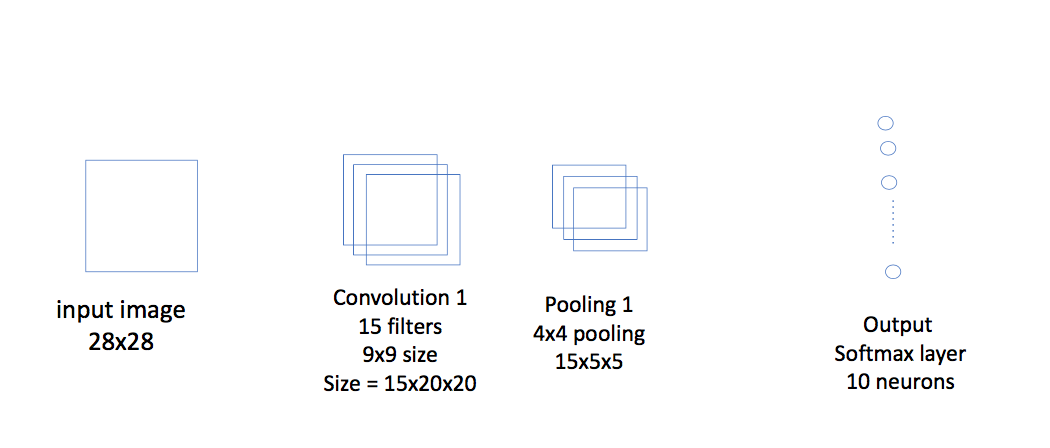 input image
28x28
Convolution 1
15 filters
9x9 size
Size = 15x20x20
Pooling 1
4x4 pooling
15x5x5
Output
Softmax layer
10 neurons